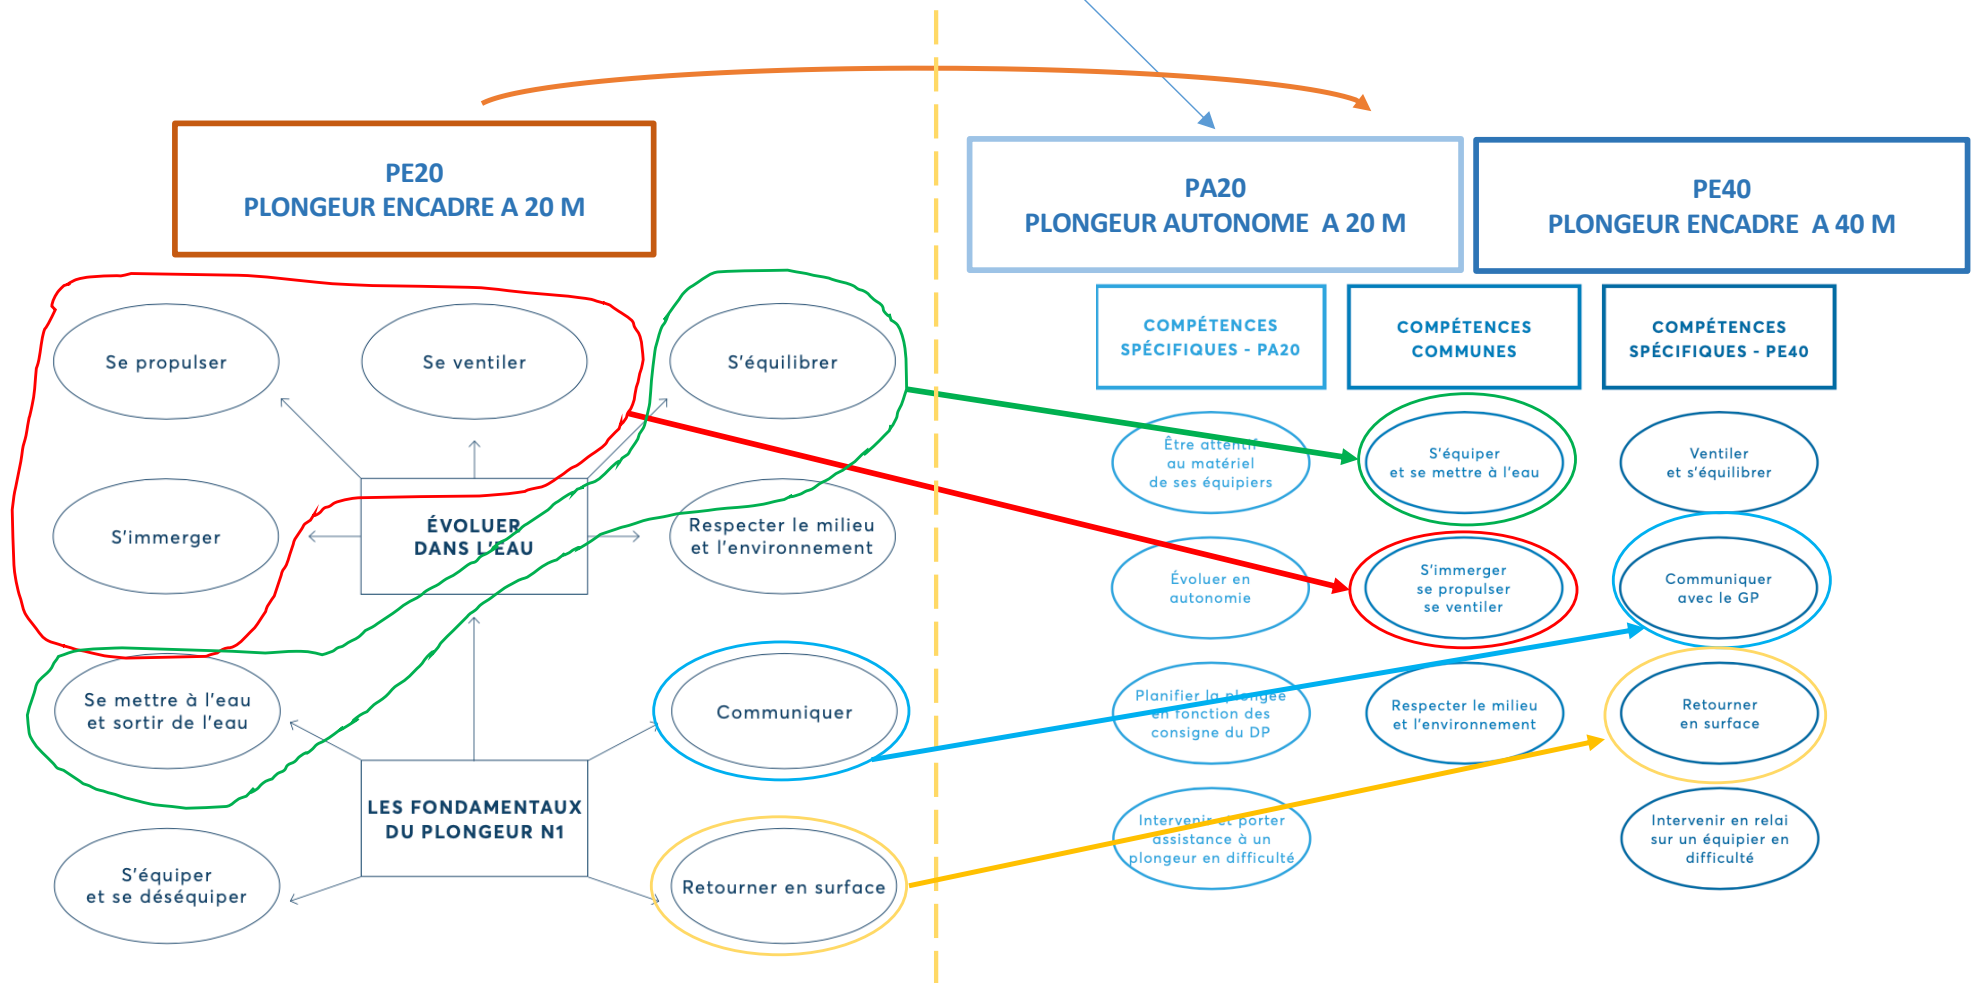 PE20
PLONGEUR ENCADRE A 20 M
PA20
PLONGEUR AUTONOME A 20 M
PE40
PLONGEUR ENCADRE A 40 M
Se propulser
Se ventiler
S'équilibrer
S'immerger
ÉVOLUER
DANS L'EAU
Respecter le milieu
et l'environnement
Se mettre à l'eau
et sortir de l'eau
Communiquer
LES FONDAMENTAUX
DU PLONGEUR N1
S'équiper
et se déséquiper
Retourner en surface
COMPÉTENCES
SPÉCIFIQUES - PA20
COMPÉTENCES
COMMUNES
COMPÉTENCES
SPÉCIFIQUES - PE40
Être attentif
au matériel
de ses équipiers
S'équiper
et se mettre à l'eau
Ventiler
et s'équilibrer
Évoluer en
autonomie
S'immerger
se propulser
se ventiler
Communiquer
avec le GP
Planifier la plongée
en fonction des
consigne du DP
Respecter le milieu
et l'environnement
Retourner
en surface
Intervenir et porter
assistance à un
plongeur en difficulté
Intervenir en relai
sur un équipier en
difficulté